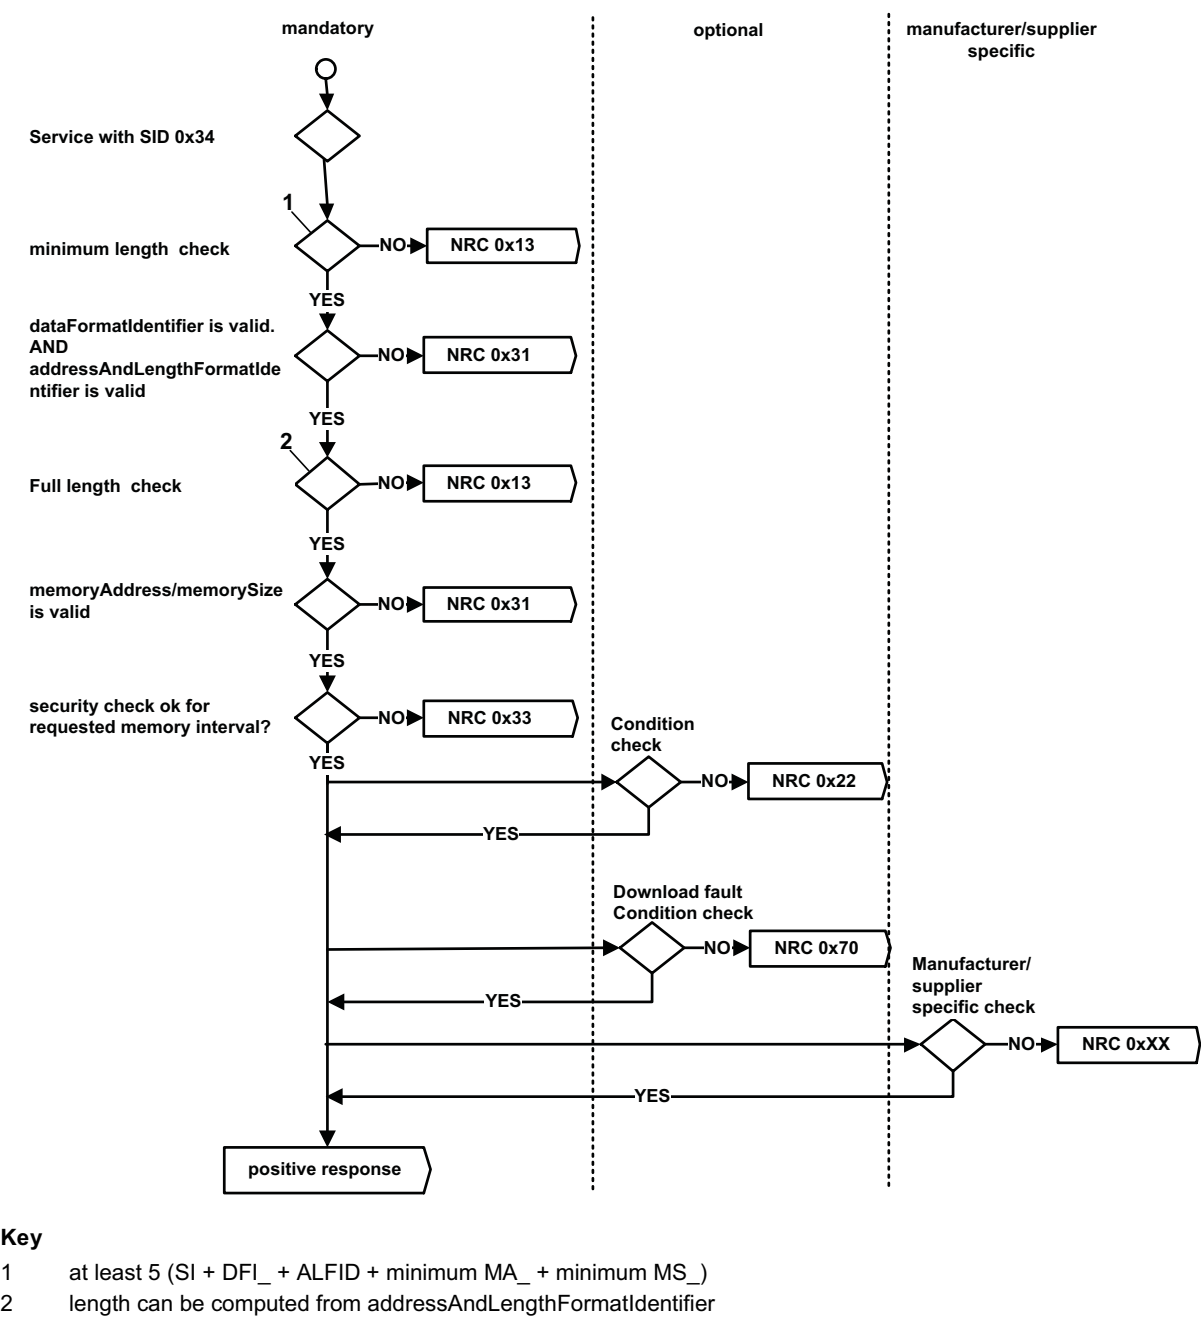 mandatory
optional
manufacturer/supplier
specific
Service with SID 0x34
1
minimum length  check
NO
NRC 0x13
YES
dataFormatIdentifier is valid.
AND
addressAndLengthFormatIde
ntifier is valid
NO
NRC 0x31
YES
2
Full length  check
NO
NRC 0x13
YES
memoryAddress/memorySize
is valid
NO
NRC 0x31
YES
security check ok for
requested memory interval?
NO
NRC 0x33
YES
Condition
check
NO
NRC 0x22
YES
Download fault
Condition check
NO
NRC 0x70
YES
Manufacturer/
supplier
specific check
NO
NRC 0xXX
YES
positive response
Key
1 at least 5 (SI + DFI_ + ALFID + minimum MA_ + minimum MS_)
2 length can be computed from addressAndLengthFormatIdentifier